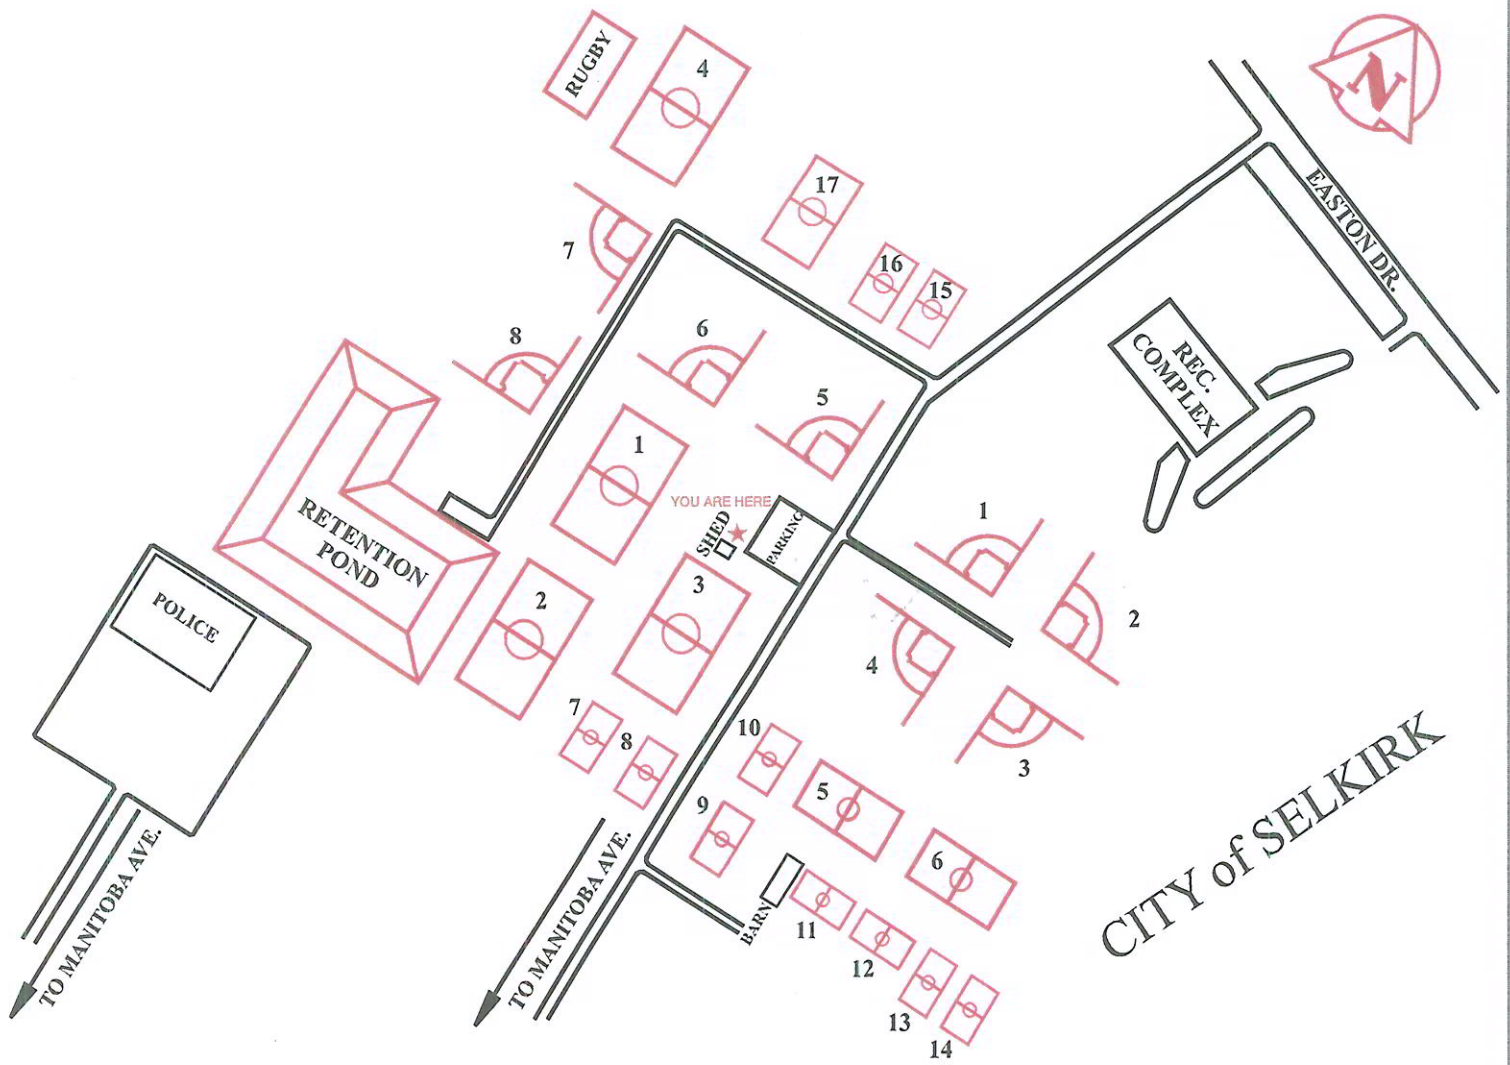 RUGBY
4
N
17
EASTON DR.
7
16
15
8
6
5
REC.
COMPLEX
1
YOU ARE HERE
SHED
PARKING
1
RETENTION
POND
2
3
2
POLICE
4
7
8
10
3
9
5
6
CITY of SELKIRK
TO MANITOBA AVE.
TO MANITOBA AVE.
BARN
11
12
13
14